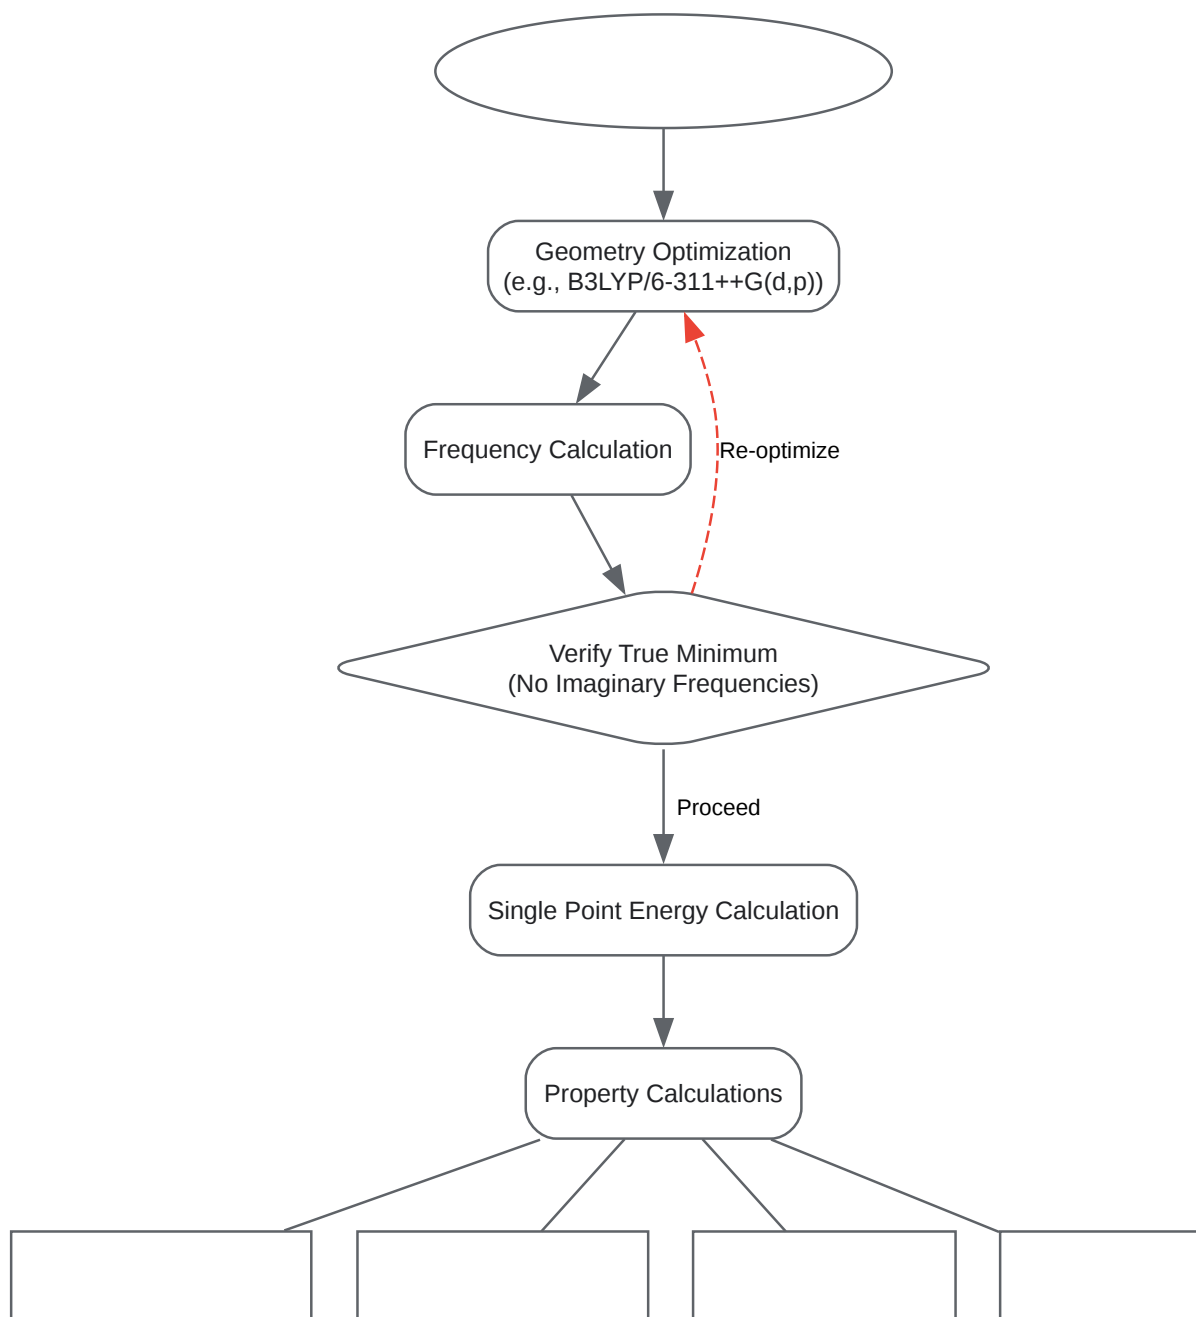 Geometry Optimization
(e.g., B3LYP/6-311++G(d,p))
Frequency Calculation
Re-optimize
Verify True Minimum
(No Imaginary Frequencies)
Proceed
Single Point Energy Calculation
Property Calculations